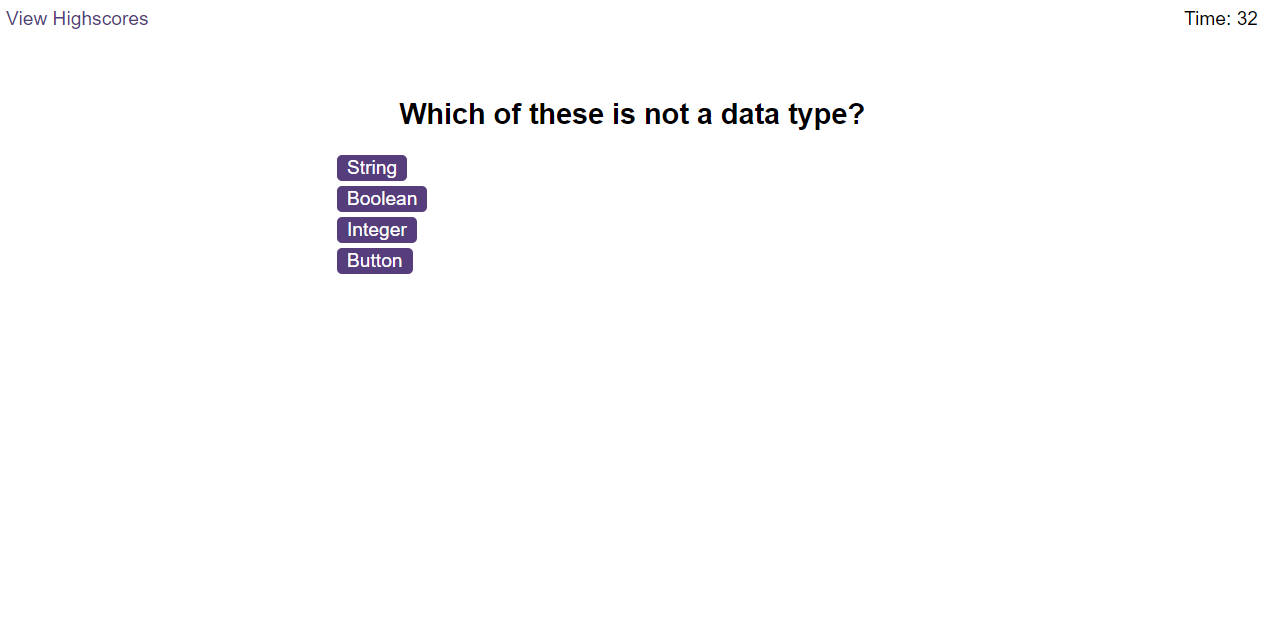 View Highscores
Time: 32
Which of these is not a data type?
String
Boolean
Integer
Button